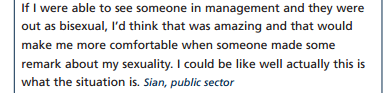 If I were able to see someone in management and they were
out as bisexual, I’d think that was amazing and that would
make me more comfortable when someone made some
remark about my sexuality. I could be like well actually this is
what the situation is. Sian, public sector